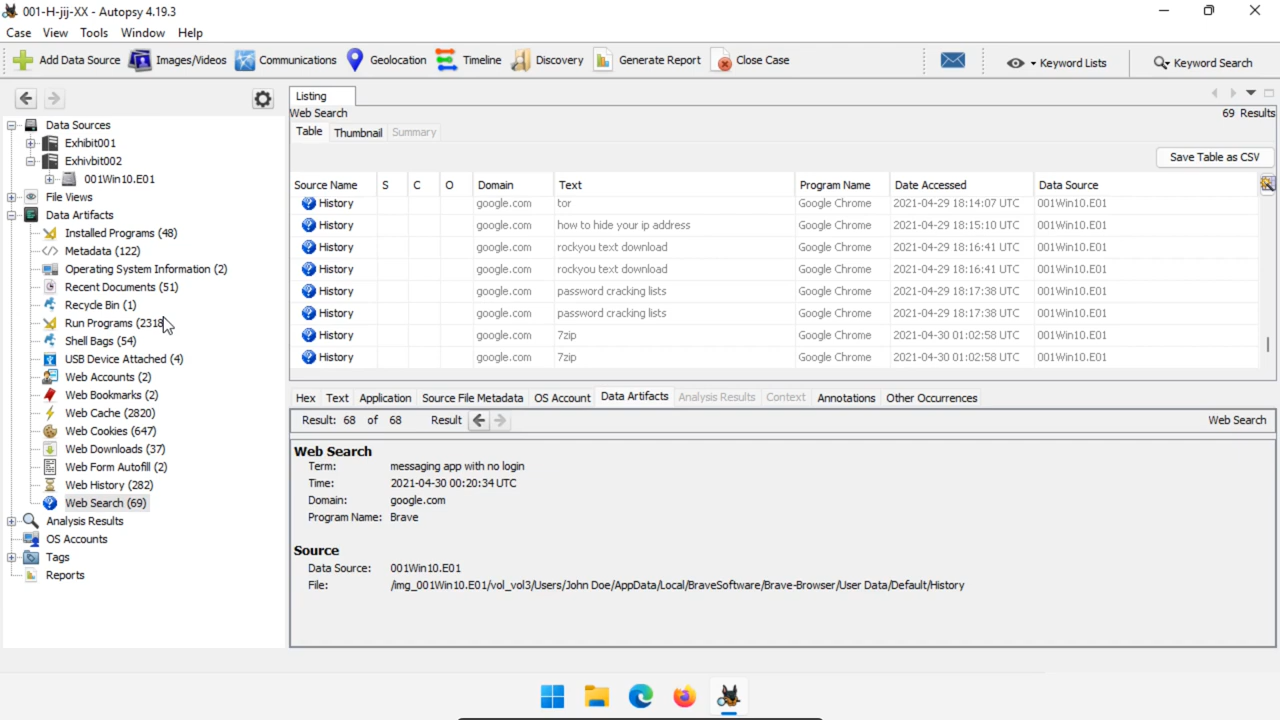 001-H-jij-XX - Autopsy 4.19.3
Case View Tools Window Help
Add Data Source Images/Videos Communications Geolocation Timeline Discovery Generate Report Close Case Keyword Lists Keyword Search
Data Sources
Exhibit001
Exhivbit002
001Win10.E01
File Views
Data Artifacts
Installed Programs (48)
Metadata (122)
Operating System Information (2)
Recent Documents (51)
Recycle Bin (1)
Run Programs (2318
Shell Bags (54)
USB Device Attached (4)
Web Accounts (2)
Web Bookmarks (2)
Web Cache (2820)
Web Cookies (647)
Web Downloads (37)
Web Form Autofill (2)
Web History (282)
Web Search (69)
Analysis Results
OS Accounts
Tags
Reports
Listing
Web Search 69 Results
Table Thumbnail Summary
Save Table as CSV
Source Name S C O Domain Text Program Name Date Accessed Data Source
History google.com tor Google Chrome 2021-04-29 18:14:07 UTC 001Win10.E01
History google.com how to hide your ip address Google Chrome 2021-04-29 18:15:10 UTC 001Win10.E01
History google.com rockyou text download Google Chrome 2021-04-29 18:16:41 UTC 001Win10.E01
History google.com rockyou text download Google Chrome 2021-04-29 18:16:41 UTC 001Win10.E01
History google.com password cracking lists Google Chrome 2021-04-29 18:17:38 UTC 001Win10.E01
History google.com password cracking lists Google Chrome 2021-04-29 18:17:38 UTC 001Win10.E01
History google.com 7zip Google Chrome 2021-04-30 01:02:58 UTC 001Win10.E01
History google.com 7zip Google Chrome 2021-04-30 01:02:58 UTC 001Win10.E01
Hex Text Application Source File Metadata OS Account Data Artifacts Analysis Results Context Annotations Other Occurrences
Result: 68 of 68 Result Web Search
Web Search
Term: messaging app with no login
Time: 2021-04-30 00:20:34 UTC
Domain: google.com
Program Name: Brave
Source
Data Source: 001Win10.E01
File: /img_001Win10.E01/vol_vol3/Users/John Doe/AppData/Local/BraveSoftware/Brave-Browser/User Data/Default/History